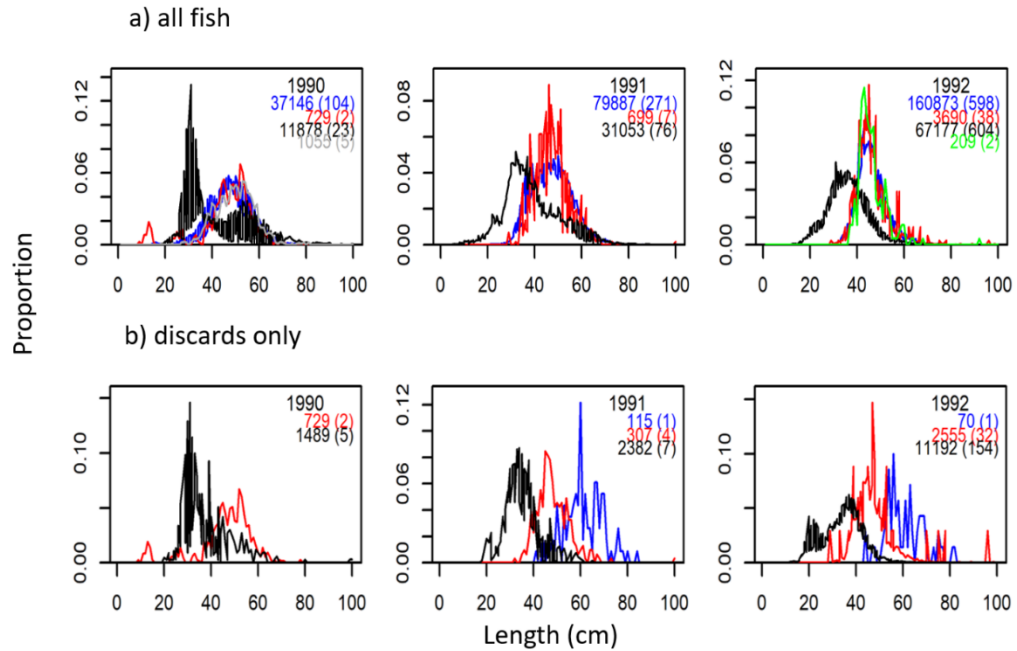 a) all fish
1990
37146 (104)
729 (2)
11878 (23)
1055 (5)
0.00 0.06 0.12
0 20 40 60 80 100
1991
79887 (271)
699 (7)
31053 (76)
0.00 0.04 0.08
0 20 40 60 80 100
1992
160873 (598)
3690 (38)
67177 (604)
209 (2)
0.00 0.06 0.12
0 20 40 60 80 100
Proportion
b) discards only
1990
729 (2)
1489 (5)
0.00 0.10
0 20 40 60 80 100
1991
115 (1)
307 (4)
2382 (7)
0.00 0.06 0.12
0 20 40 60 80 100
1992
70 (1)
2555 (32)
11192 (154)
0.00 0.10
0 20 40 60 80 100
Length (cm)